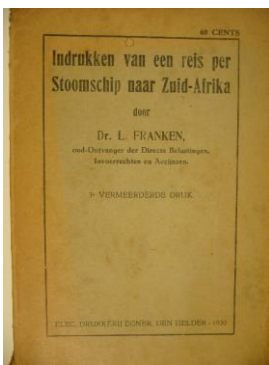 60 CENTS
Indrukken van een reis per
Stoomschip naar Zuid-Afrika
door
Dr. L. FRANKEN,
oud-Ontvanger der Directe Belastingen,
Invoerrechten en Accijnzen.
VERMEERDERDE DRUK.
ELEC. DRUKKERIJ EGNER, DEN HELDER - 1930